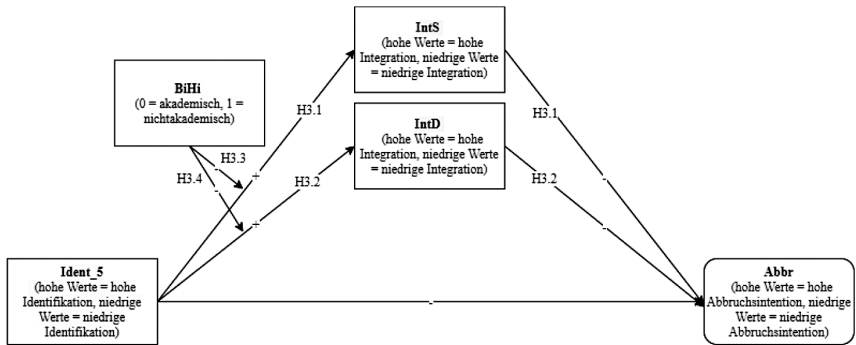 IntS
(hohe Werte = hohe
Integration, niedrige Werte
= niedrige Integration)
BiHi
(0 = akademisch, 1 =
nichtakademisch)
H3.1
H3.1
IntD
(hohe Werte = hohe
Integration, niedrige Werte
= niedrige Integration)
H3.3
-
H3.4
-
+
H3.2
H3.2
-
+
-
Ident_5
(hohe Werte = hohe
Identifikation, niedrige
Werte = niedrige
Identifikation)
-
Abbr
(hohe Werte = hohe
Abbruchsintention, niedrige
Werte = niedrige
Abbruchsintention)